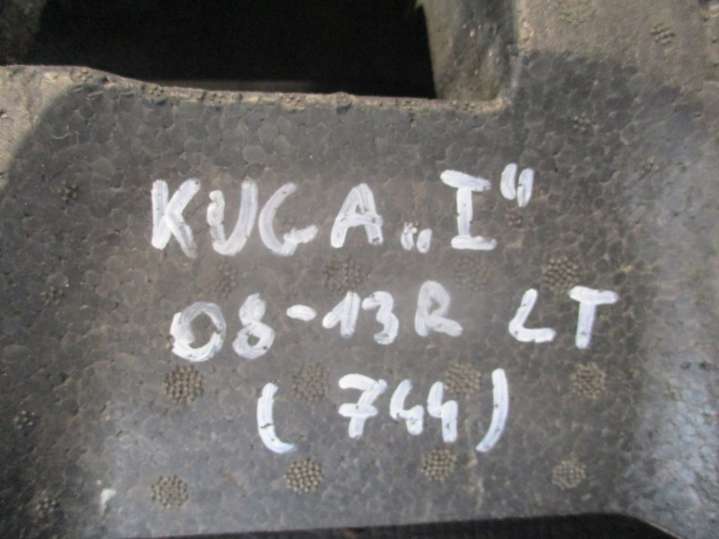 KUGA „I"
08-13R LT
(744)